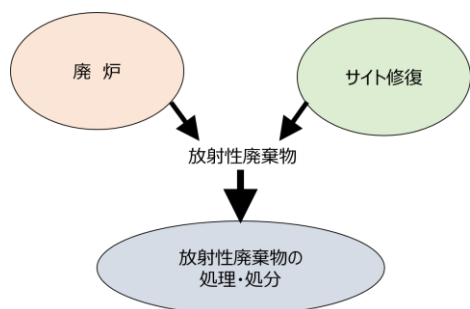 廃 炉
サイト修復
放射性廃棄物
放射性廃棄物の
処理・処分